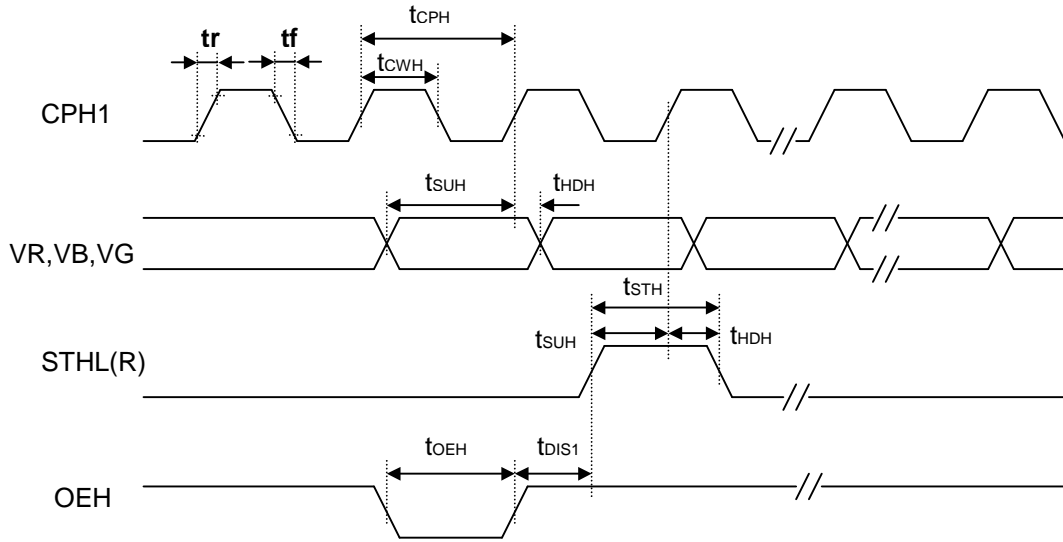 tCPH
tr
tf
tCWH
CPH1
tSUH
tHDH
VR,VB,VG
tSTH
tSUH
tHDH
STHL(R)
tOEH
tDIS1
OEH